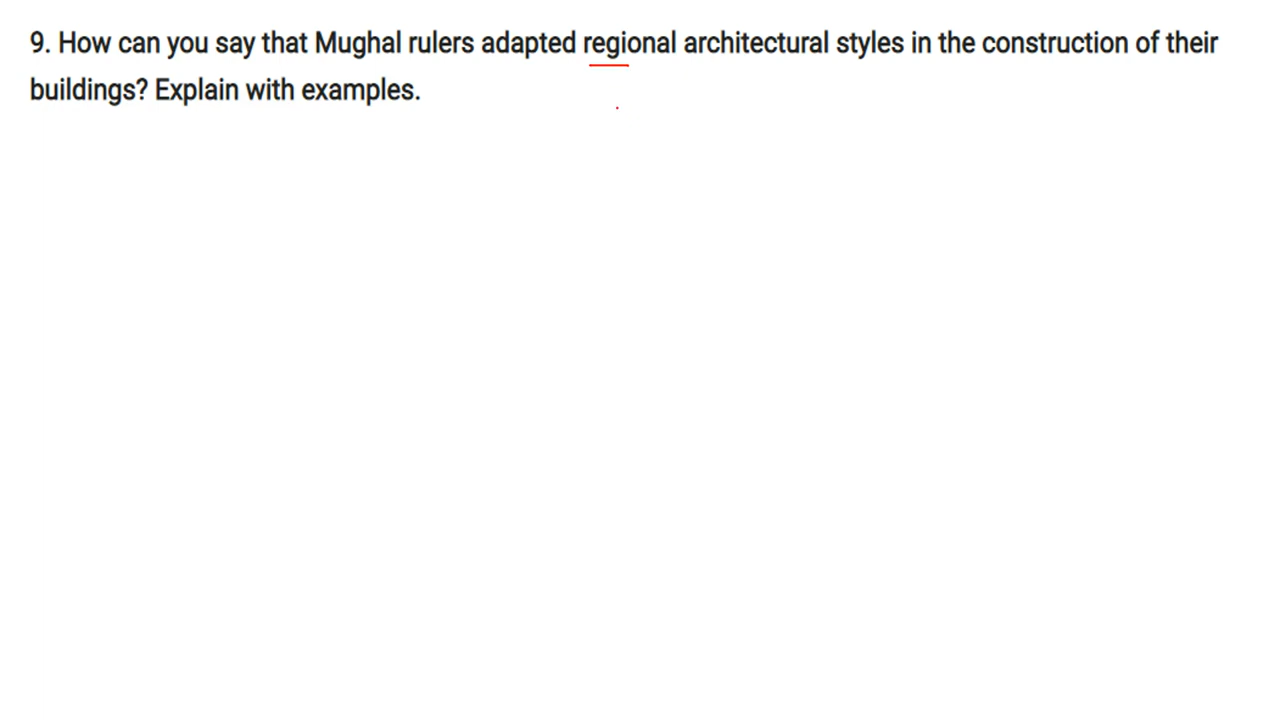 9. How can you say that Mughal rulers adapted regional architectural styles in the construction of their
buildings? Explain with examples.